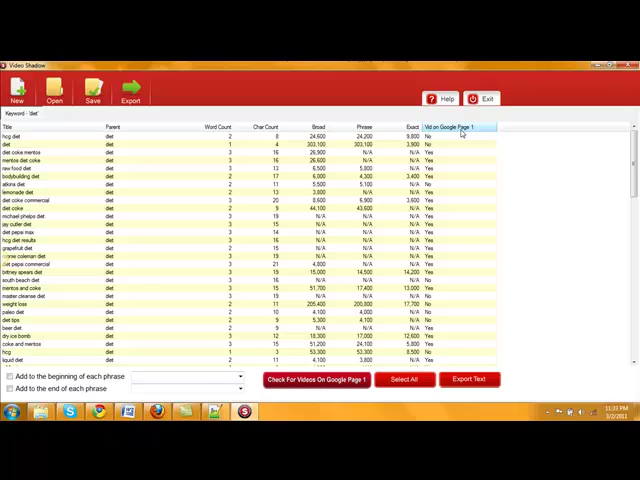 Video Shadow
New Open Save Export Help Exit
Keyword - 'diet'
Title Parent Word Count Char Count Broad Phrase Exact Vid on Google Page 1
hcg diet diet 2 8 24,600 24,200 9,800 No
diet diet 1 4 303,100 303,100 3,900 No
diet coke mentos diet 3 16 26,900 N/A N/A Yes
mentos diet coke diet 3 16 26,600 N/A N/A Yes
raw food diet diet 3 13 6,500 5,800 N/A Yes
bodybuilding diet diet 2 17 6,000 4,300 3,400 Yes
atkins diet diet 2 11 5,500 5,100 N/A No
lemonade diet diet 2 13 3,800 N/A N/A Yes
diet coke commercial diet 3 20 8,600 6,900 3,600 Yes
diet coke diet 2 9 44,100 43,600 N/A Yes
michael phelps diet diet 3 19 N/A N/A N/A Yes
jay cutler diet diet 3 15 N/A N/A N/A Yes
diet pepsi max diet 3 14 N/A N/A N/A Yes
hcg diet results diet 3 16 N/A N/A N/A Yes
grapefruit diet diet 2 15 N/A N/A N/A Yes
ronnie coleman diet diet 3 19 N/A N/A N/A Yes
diet pepsi commercial diet 3 21 4,800 N/A N/A Yes
britney spears diet diet 3 19 15,000 14,500 14,200 Yes
south beach diet diet 3 16 N/A N/A N/A No
mentos and coke diet 3 15 51,700 17,400 13,000 Yes
master cleanse diet diet 3 19 N/A N/A N/A No
weight loss diet 2 11 205,400 200,800 17,700 No
paleo diet diet 2 10 4,100 4,000 N/A No
diet tips diet 2 9 5,300 4,100 N/A No
beer diet diet 2 9 N/A N/A N/A Yes
dry ice bomb diet 3 12 18,300 17,000 12,600 Yes
coke and mentos diet 3 15 51,200 24,100 5,800 Yes
hcg diet 1 3 53,300 53,300 8,500 No
liquid diet diet 2 11 4,100 3,800 N/A Yes
Add to the beginning of each phrase
Add to the end of each phrase
Check For Videos On Google Page 1 Select All Export Text
11:33 PM
3/2/2011